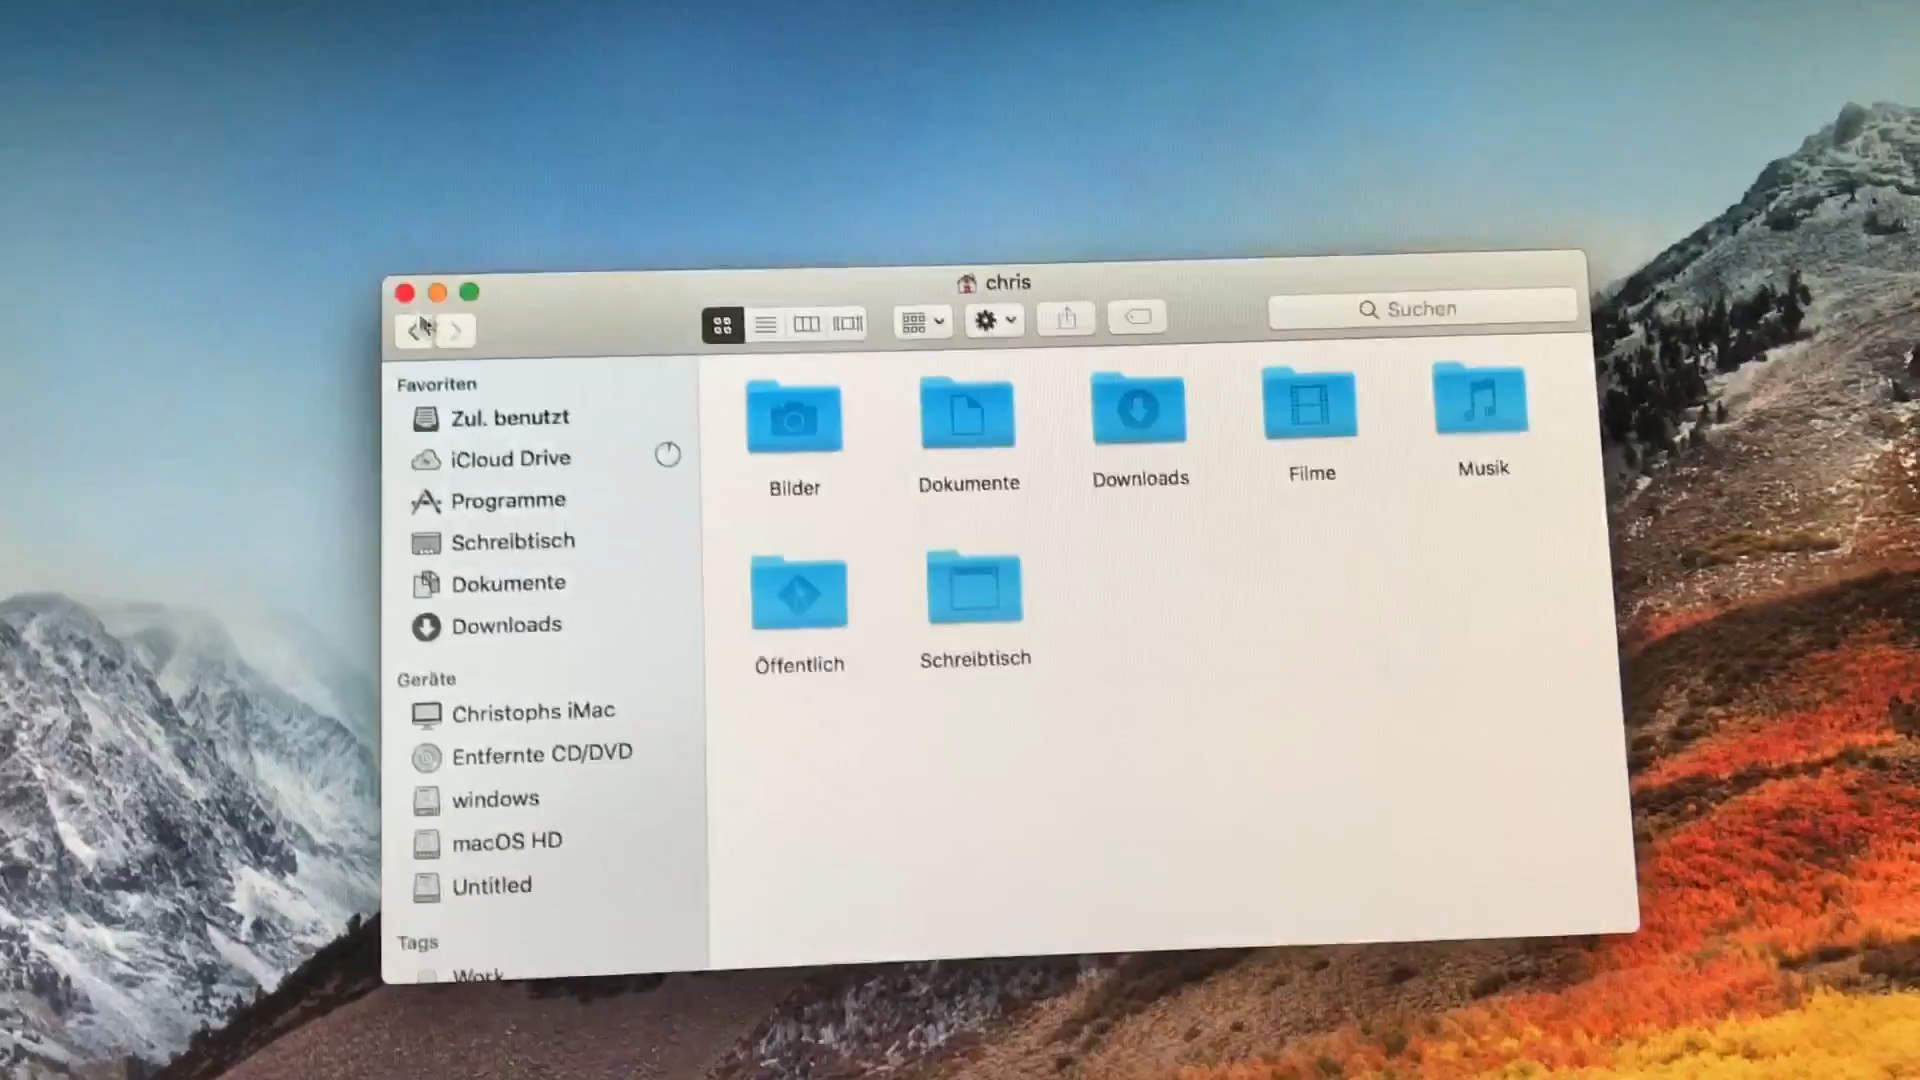 chris
Suchen
Favoriten
Zul. benutzt
iCloud Drive
Programme
Schreibtisch
Dokumente
Downloads
Geräte
Christophs iMac
Entfernte CD/DVD
windows
macOS HD
Untitled
Tags
Work
Bilder
Dokumente
Downloads
Filme
Musik
Öffentlich
Schreibtisch